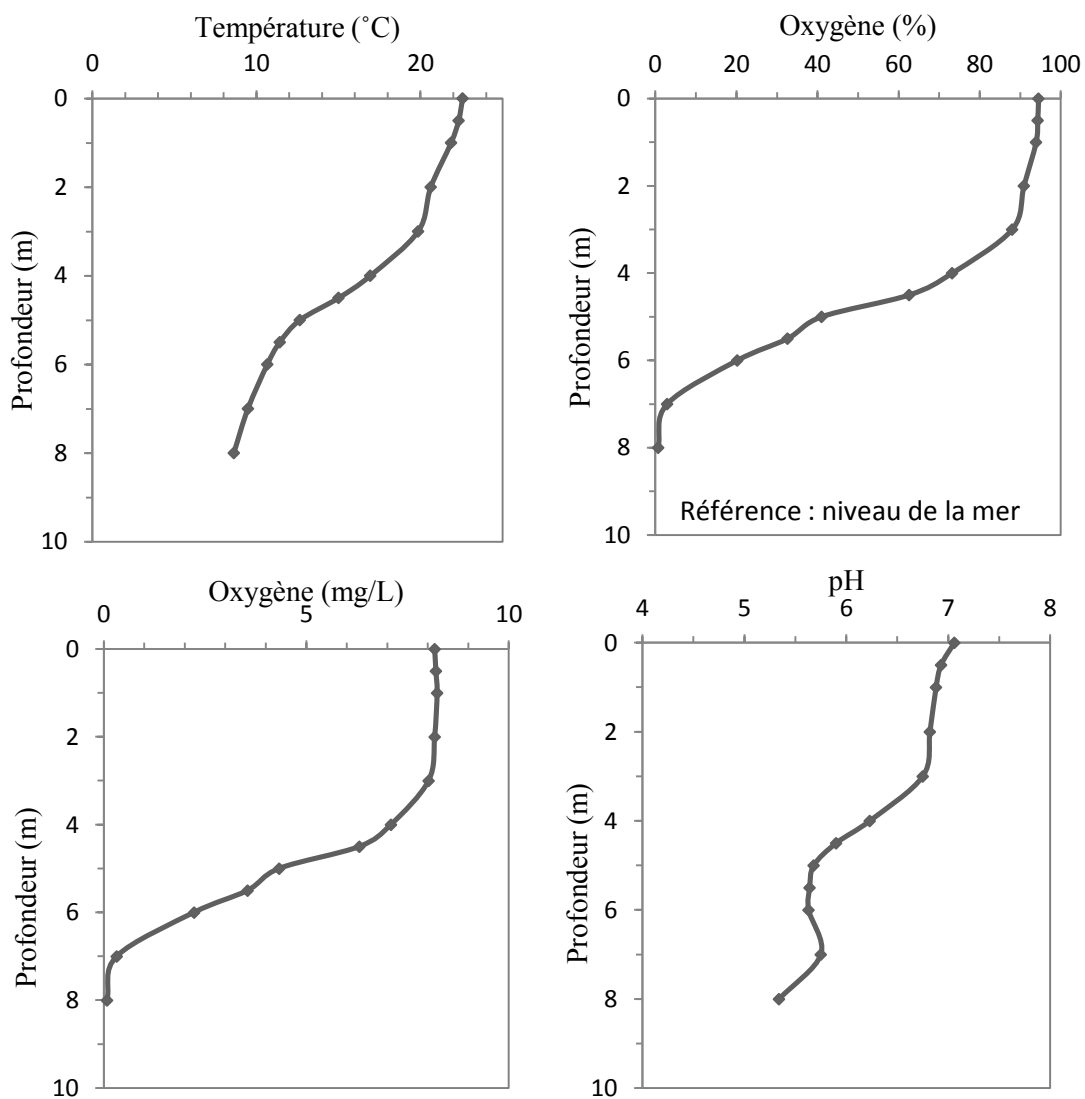 Température (˚C)
0 10 20
0
2
4
6
8
10
Profondeur (m)
Oxygène (%)
0 20 40 60 80 100
0
2
4
6
8
10
Profondeur (m)
Référence : niveau de la mer
Oxygène (mg/L)
0 5 10
0
2
4
6
8
10
Profondeur (m)
pH
4 5 6 7 8
0
2
4
6
8
10
Profondeur (m)